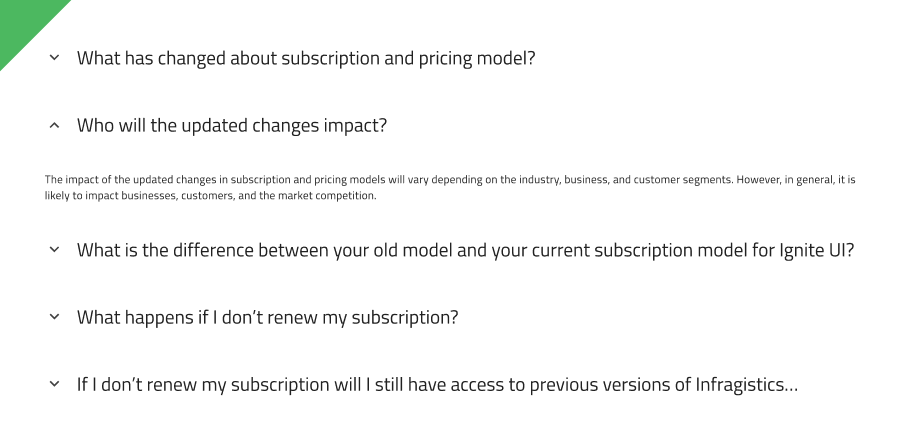 What has changed about subscription and pricing model?
Who will the updated changes impact?
The impact of the updated changes in subscription and pricing models will vary depending on the industry, business, and customer segments. However, in general, it is
likely to impact businesses, customers, and the market competition.
What is the difference between your old model and your current subscription model for Ignite UI?
What happens if I don’t renew my subscription?
If I don’t renew my subscription will I still have access to previous versions of Infragistics…